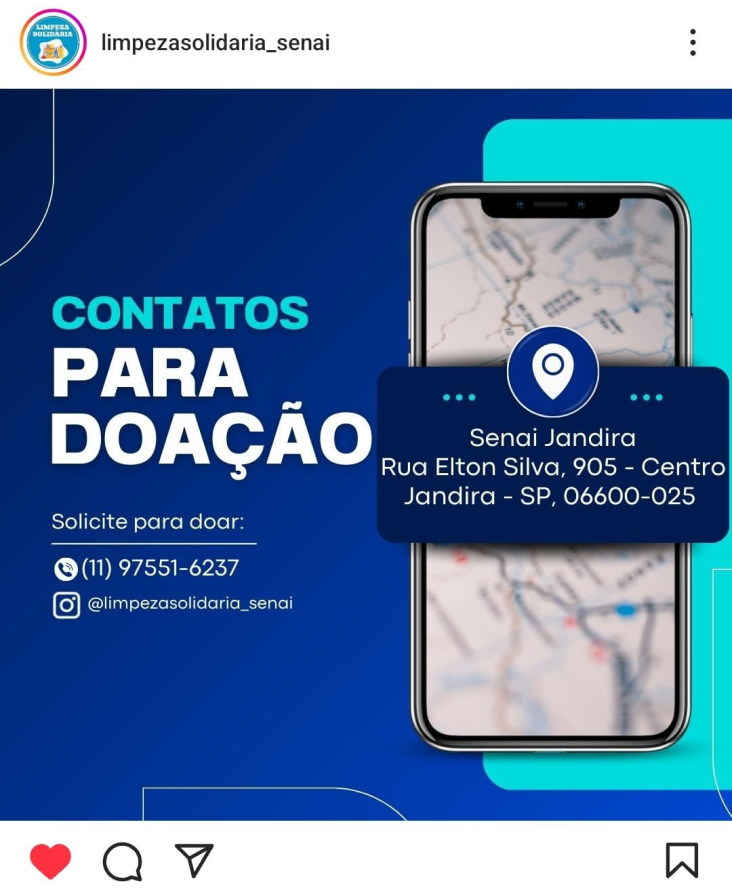 LIMPEZA
SOLIDÁRIA
limpezasolidaria_senai
CONTATOS
PARA
DOAÇÃO
Solicite para doar:
(11) 97551-6237
@limpezasolidaria_senai
Senai Jandira
Rua Elton Silva, 905 - Centro
Jandira - SP, 06600-025